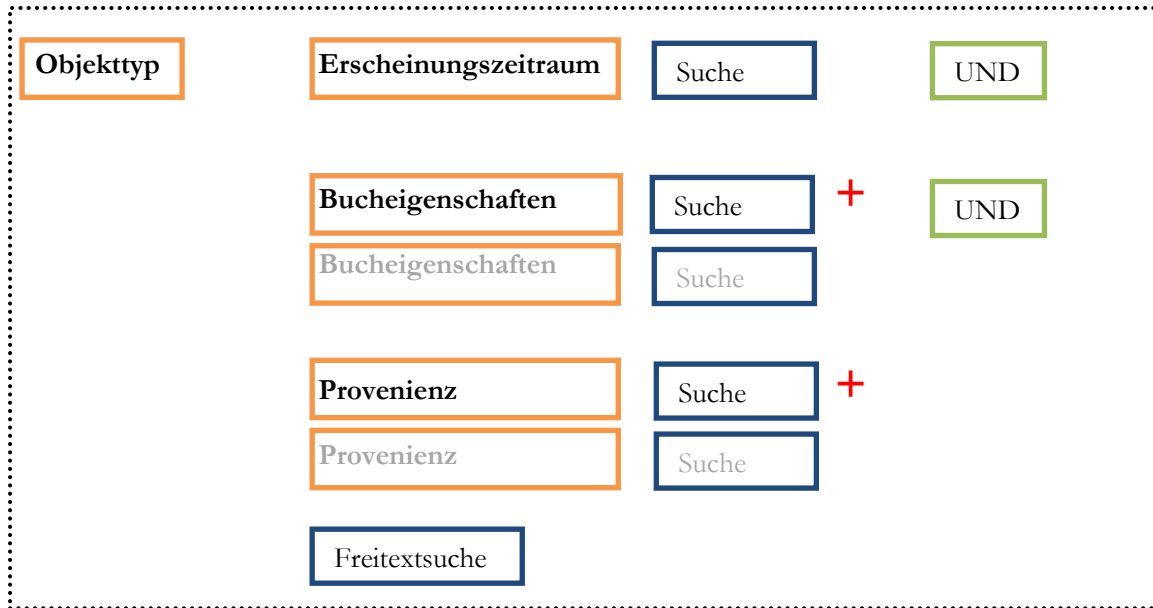 Objekttyp Erscheinungszeitraum Suche UND
Bucheigenschaften Suche + UND
Bucheigenschaften Suche
Provenienz Suche +
Provenienz Suche
Freitextsuche